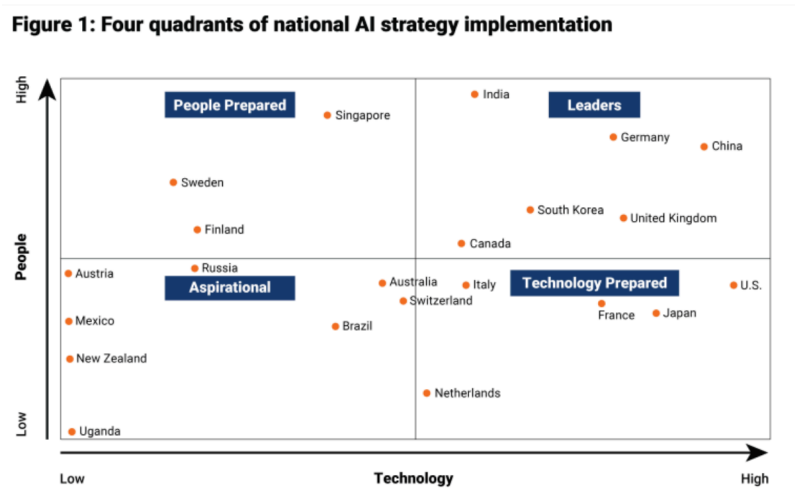 Figure 1: Four quadrants of national AI strategy implementation
High
People Prepared
India
Leaders
Singapore
Germany
China
Sweden
South Korea
United Kingdom
Finland
Canada
People
Russia
Austria
Aspirational
Australia
Italy
Technology Prepared
U.S.
Switzerland
France
Japan
Mexico
Brazil
New Zealand
Netherlands
Uganda
Low
Low
Technology
High